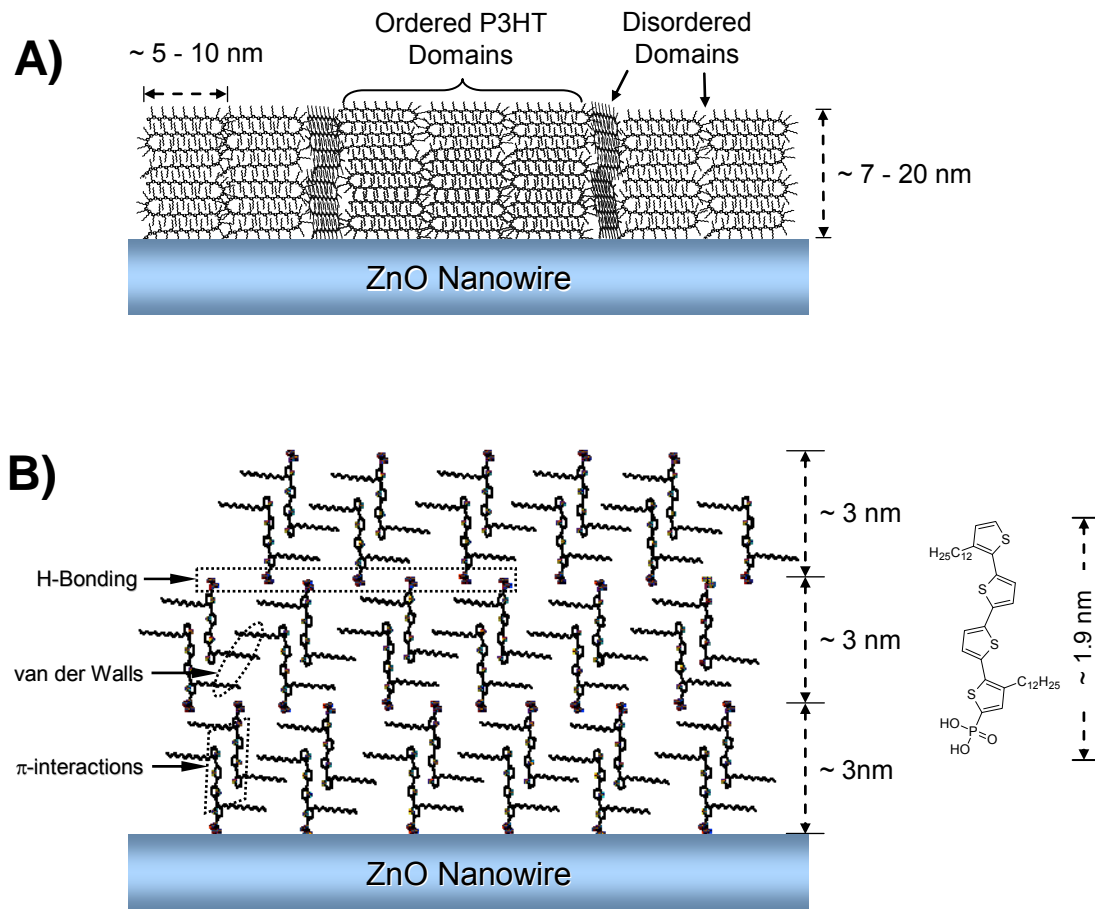 A)
~ 5 - 10 nm
Ordered P3HT
Domains
Disordered
Domains
~ 7 - 20 nm
ZnO Nanowire
B)
~ 3 nm
H-Bonding
~ 3 nm
van der Walls
π-interactions
~ 3nm
ZnO Nanowire
H25C12
S
S
S
S
C12H25
HO
P
O
HO
~ 1.9 nm